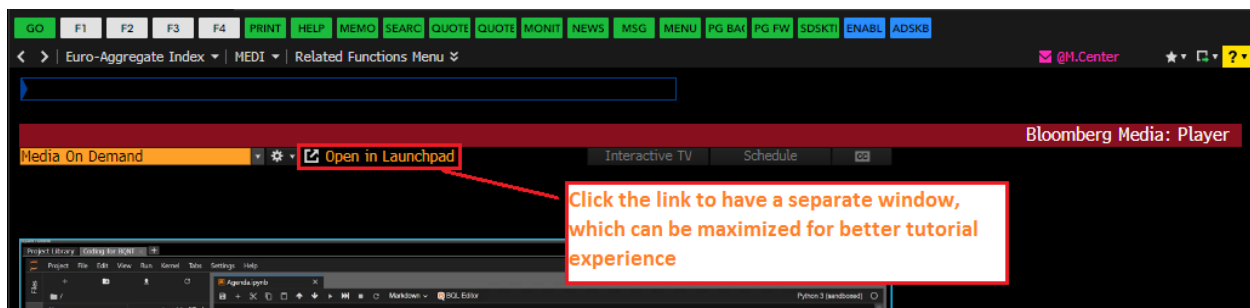 GO F1 F2 F3 F4 PRINT HELP MEMO SEARC QUOTE QUOTE MONIT NEWS MSG MENU PG BAC PG FW SDSKTI ENABL ADSKB
< > Euro-Aggregate Index MEDI Related Functions Menu @M.Center ?
Bloomberg Media: Player
Media On Demand Open in Launchpad Interactive TV Schedule CC
Click the link to have a separate window,
which can be maximized for better tutorial
experience
Project Library Coding for BQNT
Project File Edit View Run Kernel Tabs Settings Help
Files + Agenda.ipynb ×
/ Markdown BQL Editor Python 3 (sandboxed)